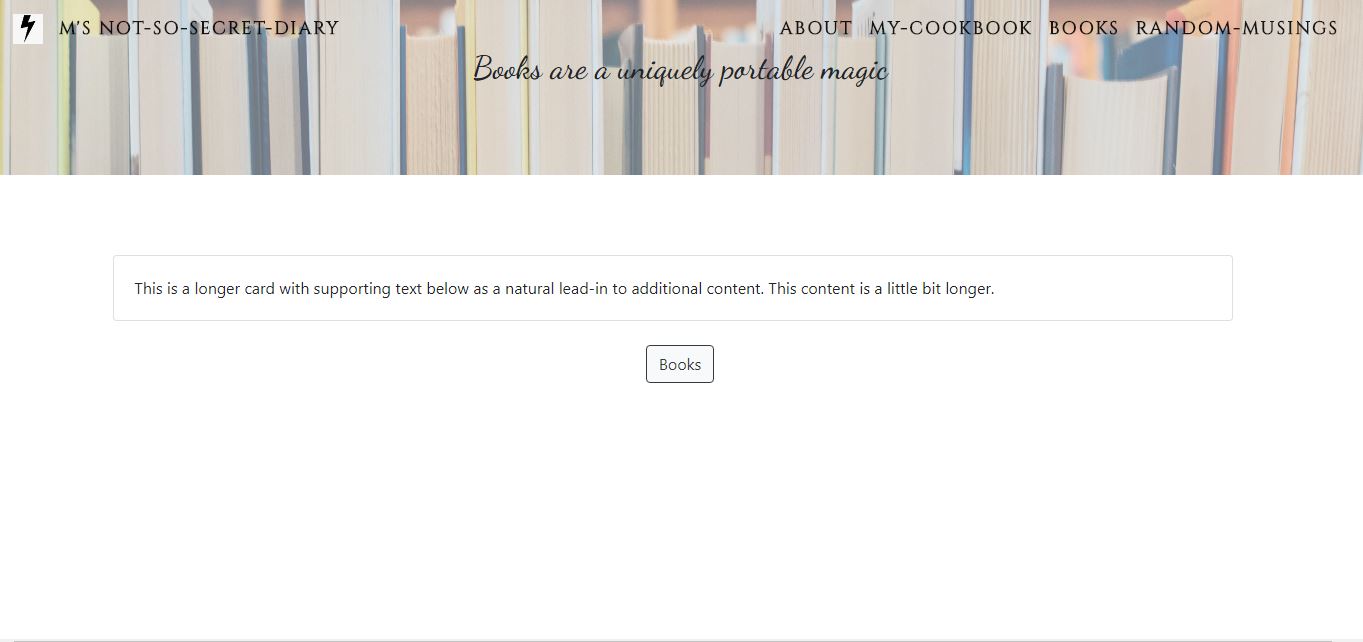 M'S NOT-SO-SECRET-DIARY ABOUT MY-COOKBOOK BOOKS RANDOM-MUSINGS
Books are a uniquely portable magic
This is a longer card with supporting text below as a natural lead-in to additional content. This content is a little bit longer.
Books